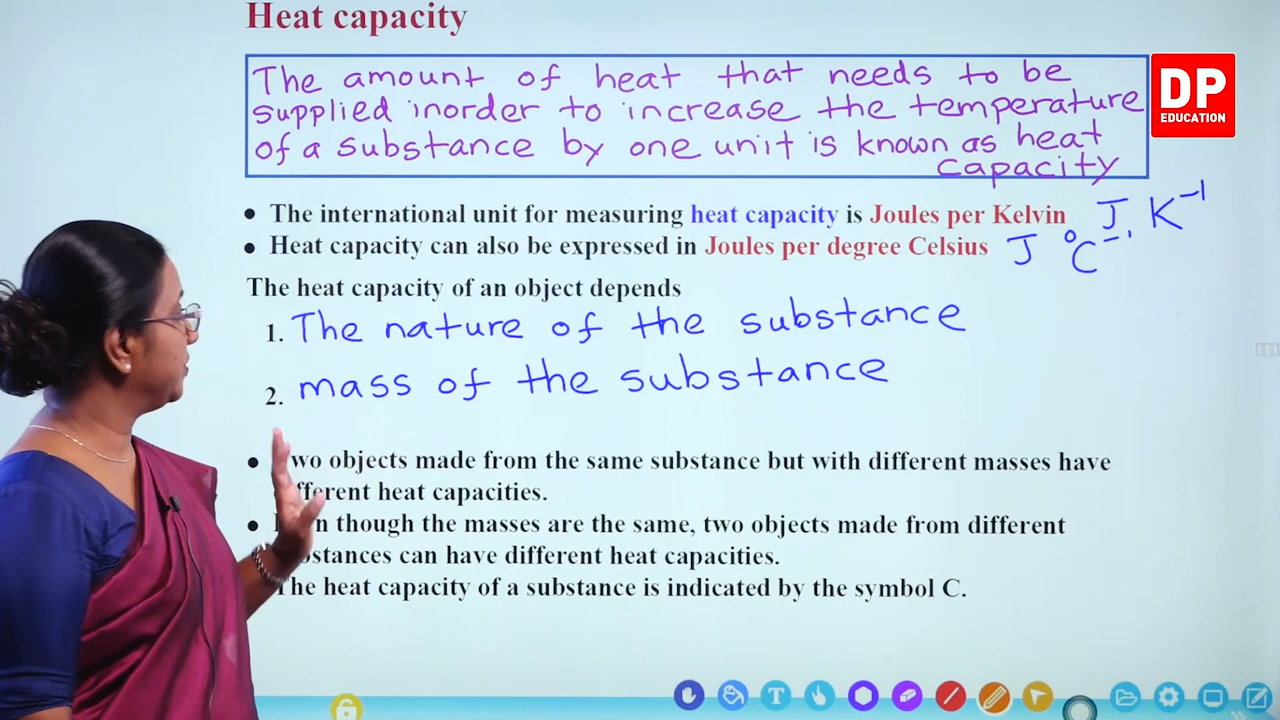 Heat capacity
The amount of heat that needs to be
supplied inorder to increase the temperature
of a substance by one unit is known as heat
capacity
DP
EDUCATION
• The international unit for measuring heat capacity is Joules per Kelvin J K⁻¹
• Heat capacity can also be expressed in Joules per degree Celsius J °C⁻¹
The heat capacity of an object depends
1. The nature of the substance
2. mass of the substance
• wo objects made from the same substance but with different masses have
fferent heat capacities.
• though the masses are the same, two objects made from different
stances can have different heat capacities.
The heat capacity of a substance is indicated by the symbol C.